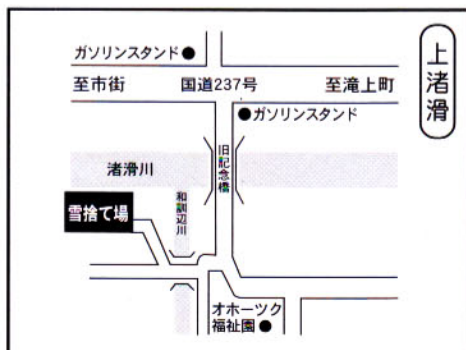 上渚滑
ガソリンスタンド
至市街 国道237号 至滝上町
ガソリンスタンド
旧記念橋
渚滑川
和訓辺川
雪捨て場
オホーツク
福祉園